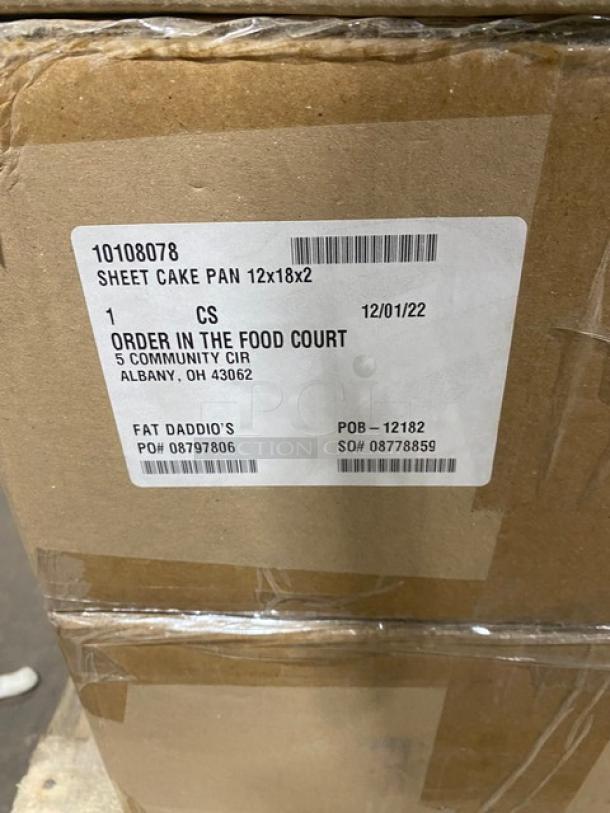 10108078
SHEET CAKE PAN 12x18x2
1 CS 12/01/22
ORDER IN THE FOOD COURT
5 COMMUNITY CIR
ALBANY, OH 43062
PCi
FAT DADDIO'S POB-12182
PO# 08797806 SO# 08778859